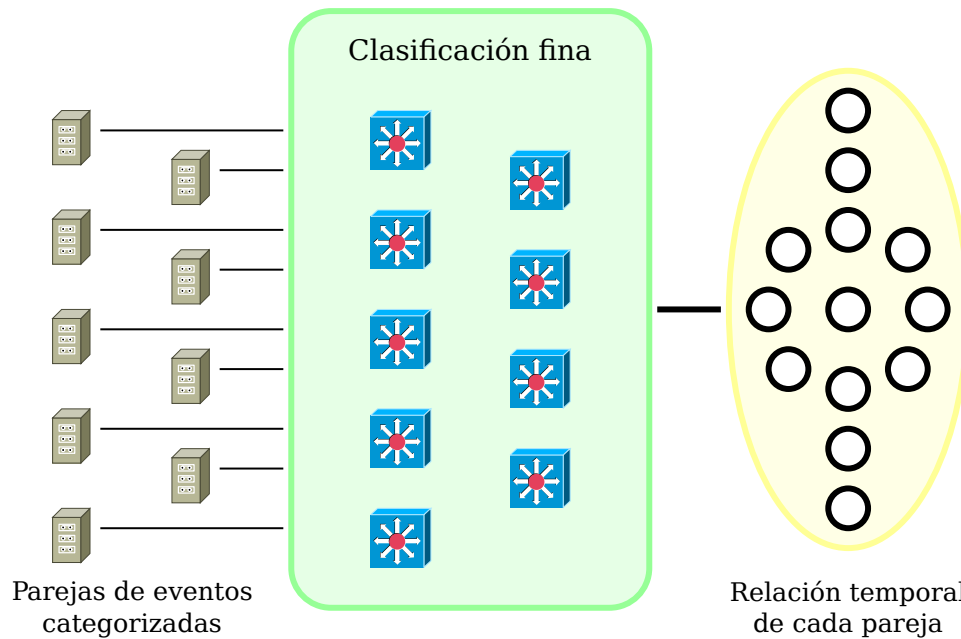 Clasificación fina
Parejas de eventos
categorizadas
Relación temporal
de cada pareja